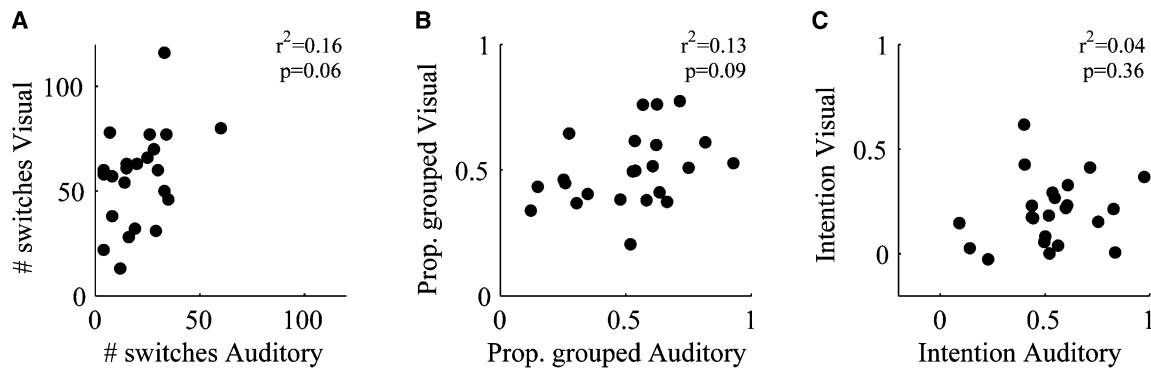 A
r²=0.16
p=0.06
# switches Visual
100
50
0
0 50 100
# switches Auditory
B
r²=0.13
p=0.09
Prop. grouped Visual
1
0.5
0
0 0.5 1
Prop. grouped Auditory
C
r²=0.04
p=0.36
Intention Visual
1
0.5
0
0 0.5 1
Intention Auditory